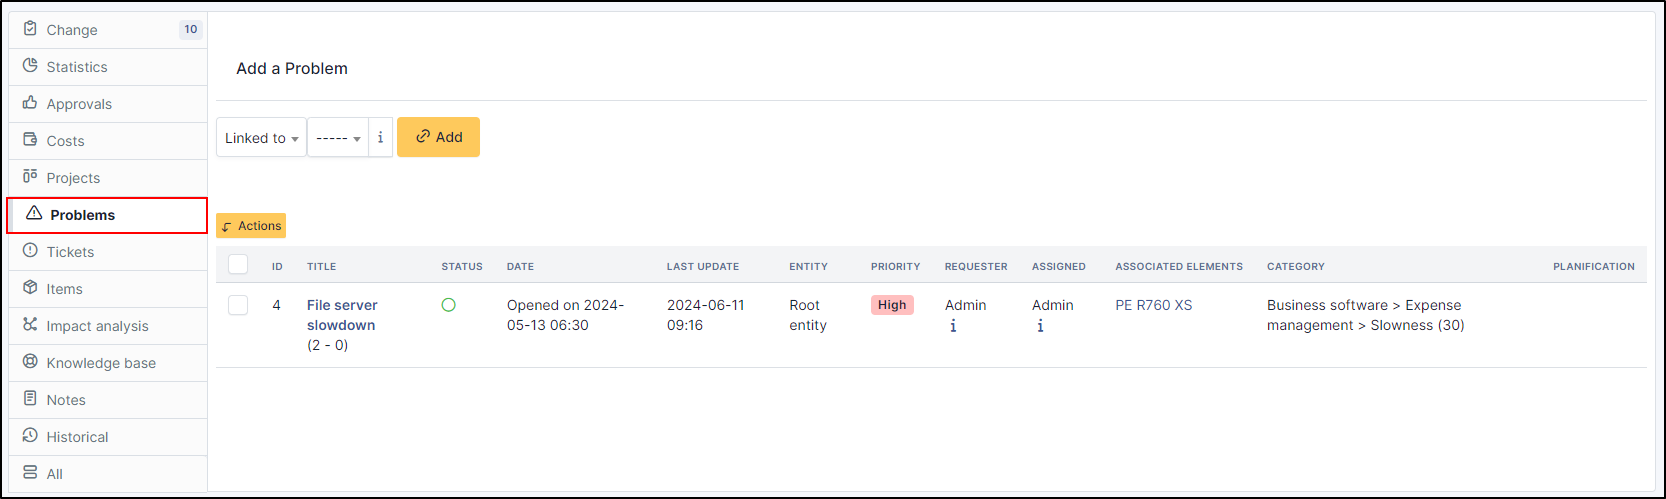 Change 10
Statistics
Approvals
Costs
Projects
Problems
Tickets
Items
Impact analysis
Knowledge base
Notes
Historical
All
Add a Problem
Linked to ----- i Add
Actions
ID TITLE STATUS DATE LAST UPDATE ENTITY PRIORITY REQUESTER ASSIGNED ASSOCIATED ELEMENTS CATEGORY PLANIFICATION
4 File server Opened on 2024- 2024-06-11 Root High Admin Admin PE R760 XS Business software > Expense
slowdown 05-13 06:30 09:16 entity i i management > Slowness (30)
(2 - 0)